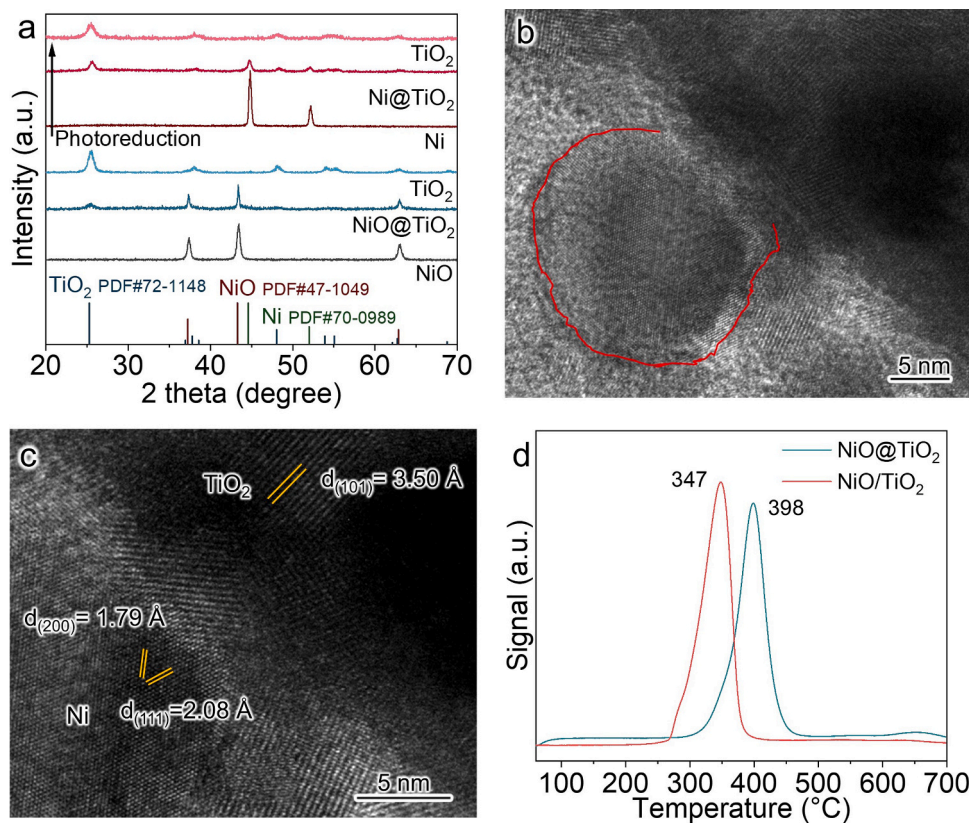 a
TiO2
Ni@TiO2
Photoreduction
Ni
TiO2
NiO@TiO2
NiO
TiO2 PDF#72-1148
NiO PDF#47-1049
Ni PDF#70-0989
20 30 40 50 60 70
2 theta (degree)
Intensity (a.u.)
b
5 nm
c
TiO2
d(101)= 3.50 Å
d(200)= 1.79 Å
Ni
d(111)=2.08 Å
5 nm
d
NiO@TiO2
NiO/TiO2
347
398
100 200 300 400 500 600 700
Temperature (°C)
Signal (a.u.)